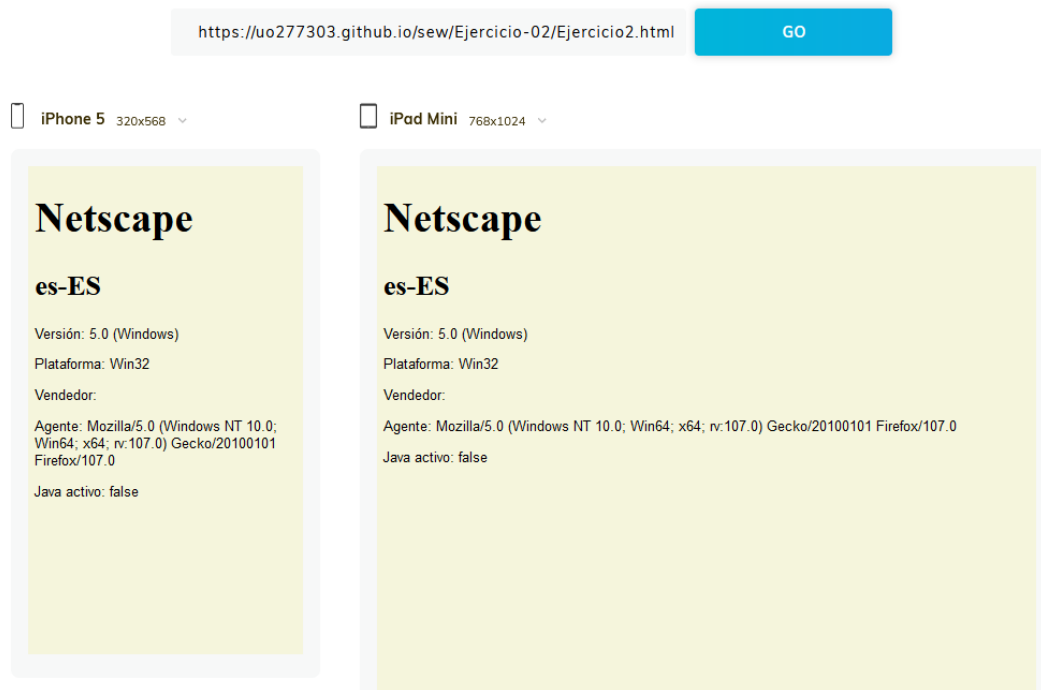 https://uo277303.github.io/sew/Ejercicio-02/Ejercicio2.html GO
iPhone 5 320x568
Netscape
es-ES
Versión: 5.0 (Windows)
Plataforma: Win32
Vendedor:
Agente: Mozilla/5.0 (Windows NT 10.0;
Win64; x64; rv:107.0) Gecko/20100101
Firefox/107.0
Java activo: false
iPad Mini 768x1024
Netscape
es-ES
Versión: 5.0 (Windows)
Plataforma: Win32
Vendedor:
Agente: Mozilla/5.0 (Windows NT 10.0; Win64; x64; rv:107.0) Gecko/20100101 Firefox/107.0
Java activo: false